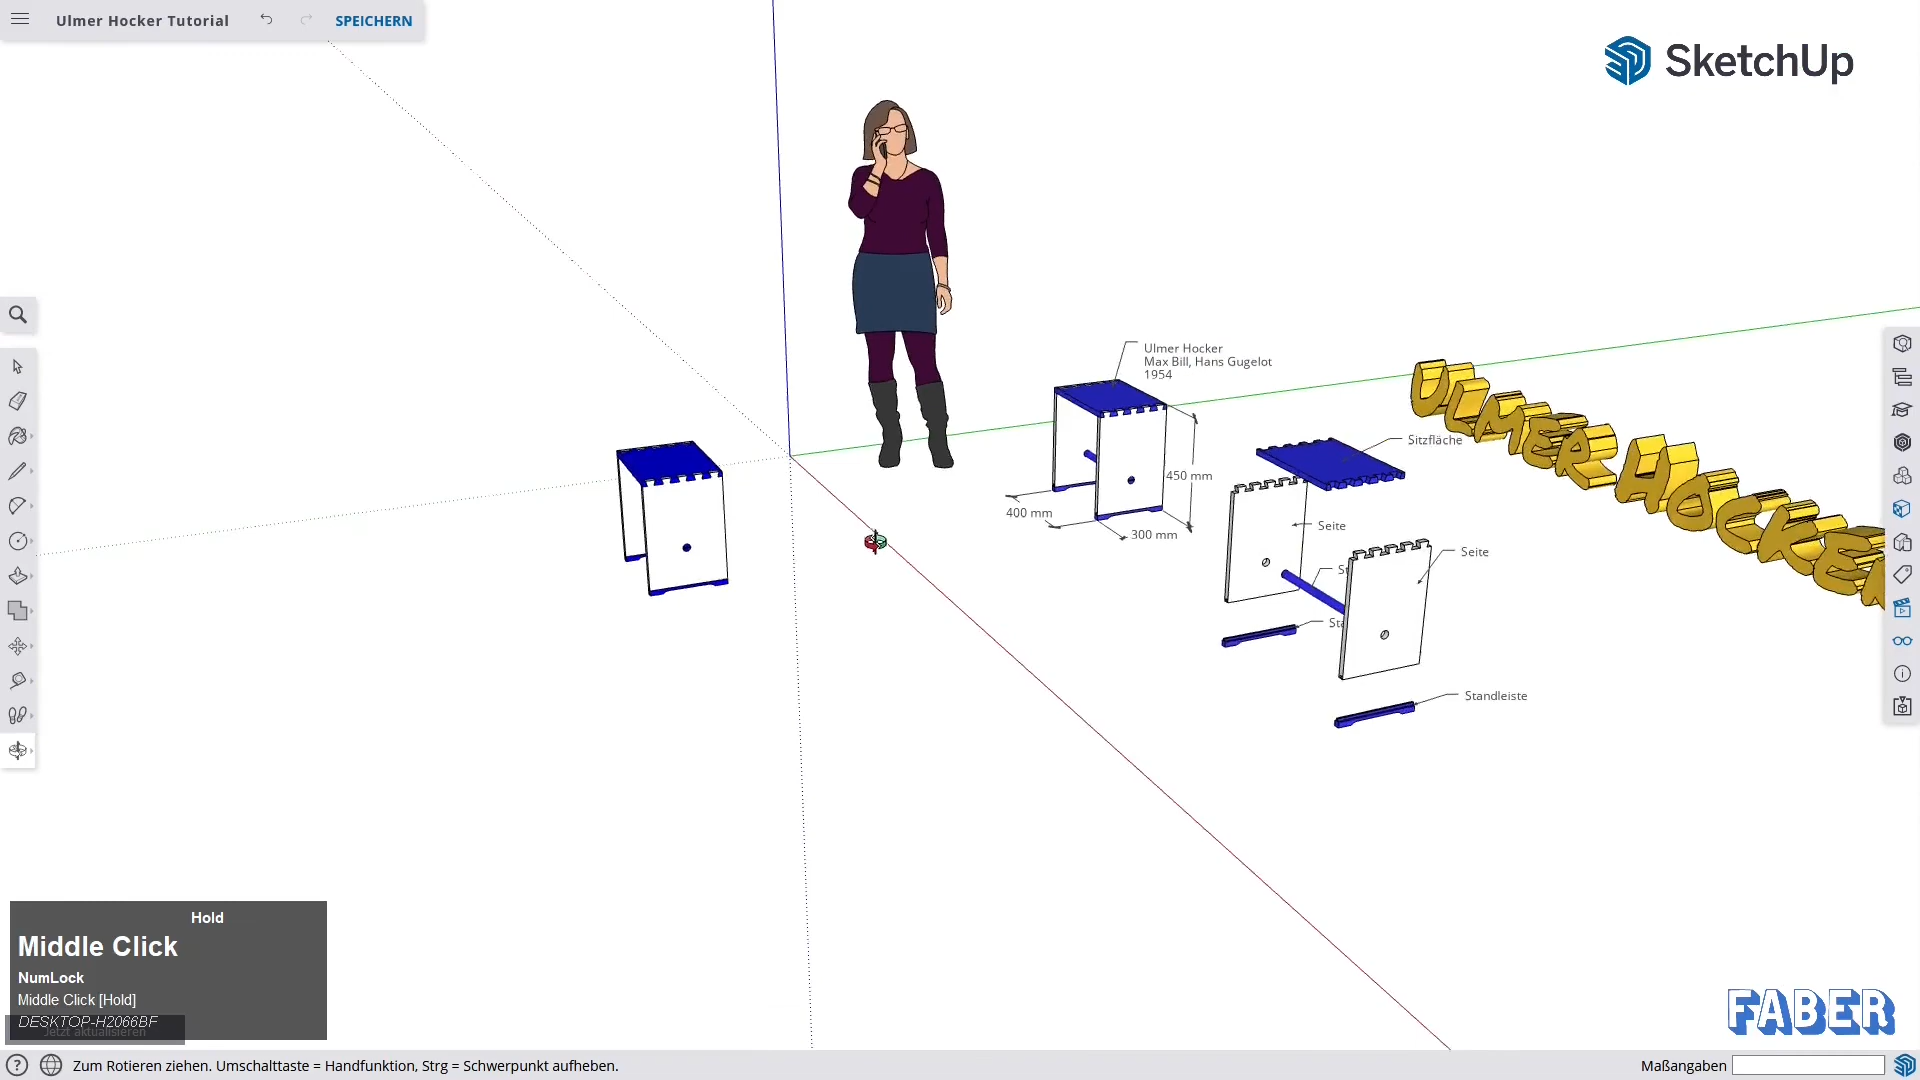 Ulmer Hocker Tutorial
SPEICHERN
SketchUp
Ulmer Hocker
Max Bill, Hans Gugelot
1954
450 mm
400 mm
300 mm
Sitzfläche
Seite
Seite
Standleiste
ULMER HOCKER
Hold
Middle Click
NumLock
Middle Click [Hold]
DESKTOP-H2066BF
Jetzt aktualisieren
FABER
Zum Rotieren ziehen. Umschalttaste = Handfunktion, Strg = Schwerpunkt aufheben.
Maßangaben